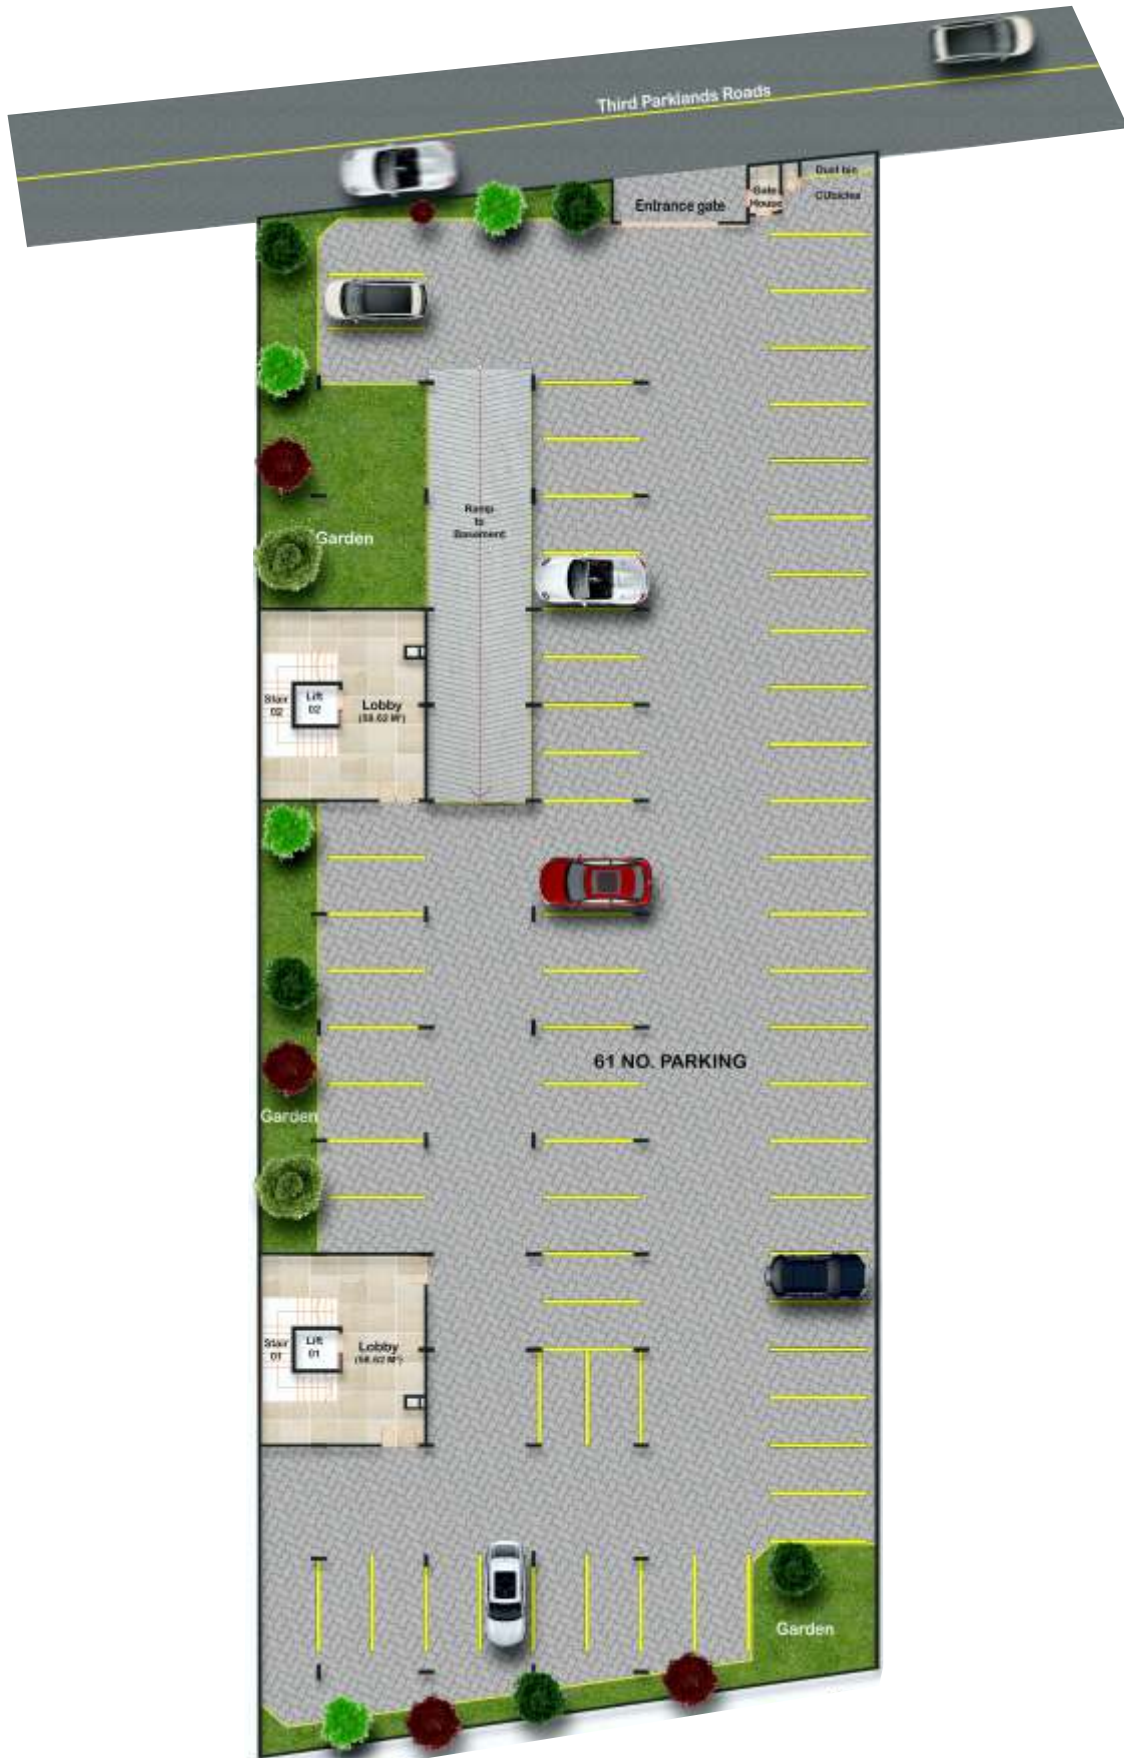 Third Parklands Roads
Dust bin
CUbicles
Gate
House
Entrance gate
Ramp
to
Basement
Garden
Stair
02
Lift
02
Lobby
61 NO. PARKING
Garden
Stair
01
Lift
01
Lobby
Garden